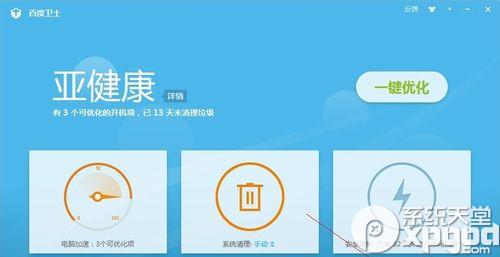 百度卫士
反馈
亚健康 详情
一键优化
有 3 个可优化的开机项，已 13 天未清理垃圾
50
0 100
电脑加速：3个可优化项
系统清理: 手动
系统天堂
xpgod
.com